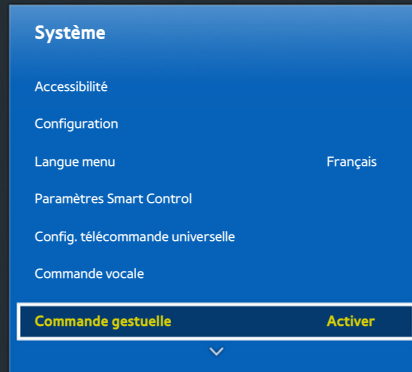 Système
Accessibilité
Configuration
Langue menu Français
Paramètres Smart Control
Config. télécommande universelle
Commande vocale
Commande gestuelle Activer